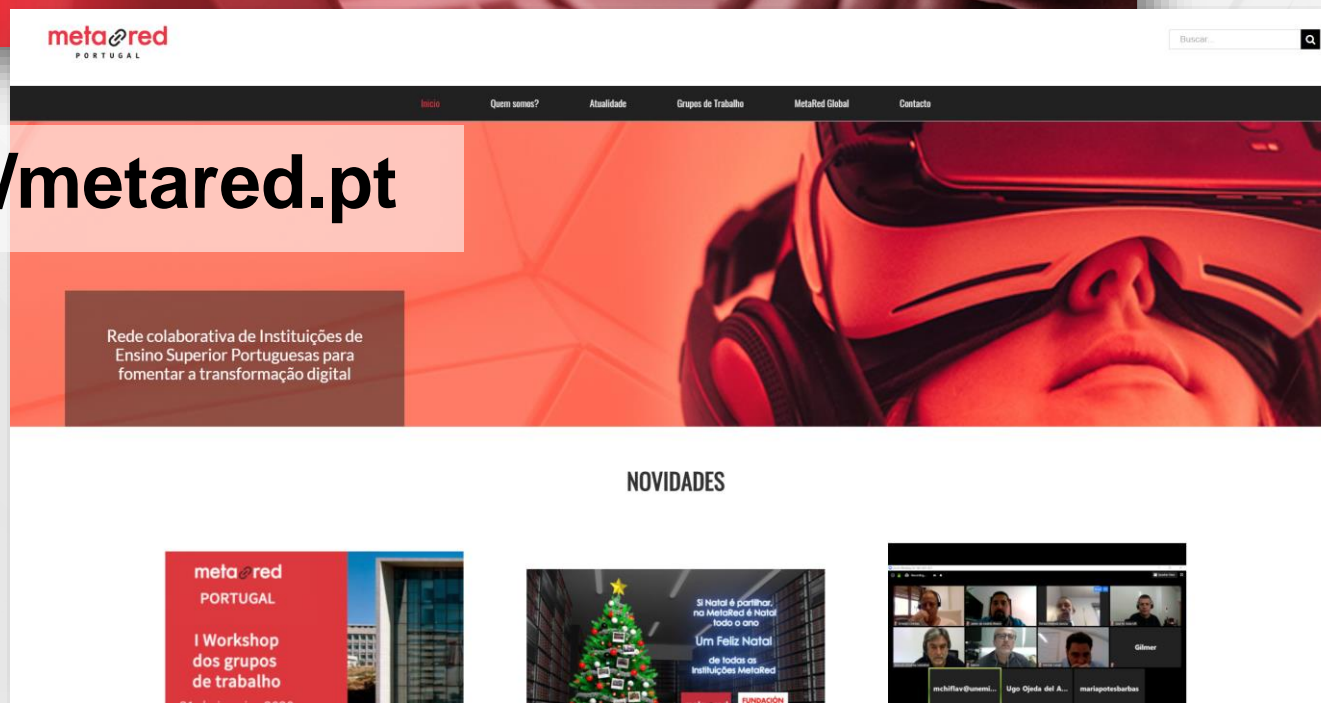 meta red
PORTUGAL
Buscar...
Início
Quem somos?
Atualidade
Grupos de Trabalho
MetaRed Global
Contacto
/metared.pt
Rede colaborativa de Instituições de
Ensino Superior Portuguesas para
fomentar a transformação digital
NOVIDADES
meta red
PORTUGAL
I Workshop
dos grupos
de trabalho
Si Natal é partilhar,
na MetaRed é Natal
todo o ano
Um Feliz Natal
de todas as
Instituições MetaRed
FUNDACIÓN
Gilmer
mchiflav@unemi...
Ugo Ojeda del A...
mariapotesbarbas